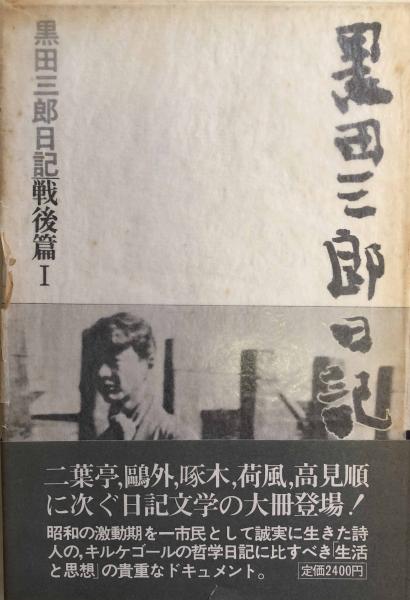 黒田三郎日記
黒田三郎日記戦後篇I
二葉亭,鷗外,啄木,荷風,高見順
に次ぐ日記文学の大冊登場!
昭和の激動期を一市民として誠実に生きた詩
人の,キルケゴールの哲学日記に比すべき「生活
と思想」の貴重なドキュメント。
定価2400円